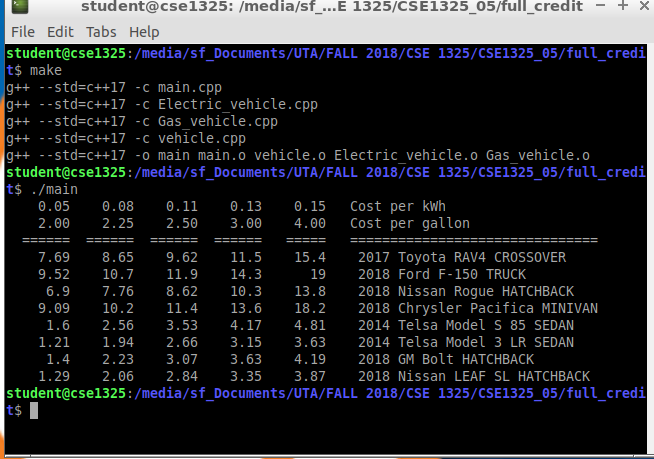 student@cse1325: /media/sf_...E 1325/CSE1325_05/full_credit
File Edit Tabs Help
student@cse1325:/media/sf_Documents/UTA/FALL 2018/CSE 1325/CSE1325_05/full_credi
t$ make
g++ --std=c++17 -c main.cpp
g++ --std=c++17 -c Electric_vehicle.cpp
g++ --std=c++17 -c Gas_vehicle.cpp
g++ --std=c++17 -c vehicle.cpp
g++ --std=c++17 -o main main.o vehicle.o Electric_vehicle.o Gas_vehicle.o
student@cse1325:/media/sf_Documents/UTA/FALL 2018/CSE 1325/CSE1325_05/full_credi
t$ ./main
0.05 0.08 0.11 0.13 0.15 Cost per kWh
2.00 2.25 2.50 3.00 4.00 Cost per gallon
====== ====== ====== ====== ===== ==============================
7.69 8.65 9.62 11.5 15.4 2017 Toyota RAV4 CROSSOVER
9.52 10.7 11.9 14.3 19 2018 Ford F-150 TRUCK
6.9 7.76 8.62 10.3 13.8 2018 Nissan Rogue HATCHBACK
9.09 10.2 11.4 13.6 18.2 2018 Chrysler Pacifica MINIVAN
1.6 2.56 3.53 4.17 4.81 2014 Telsa Model S 85 SEDAN
1.21 1.94 2.66 3.15 3.63 2014 Telsa Model 3 LR SEDAN
1.4 2.23 3.07 3.63 4.19 2018 GM Bolt HATCHBACK
1.29 2.06 2.84 3.35 3.87 2018 Nissan LEAF SL HATCHBACK
student@cse1325:/media/sf_Documents/UTA/FALL 2018/CSE 1325/CSE1325_05/full_credi
t$